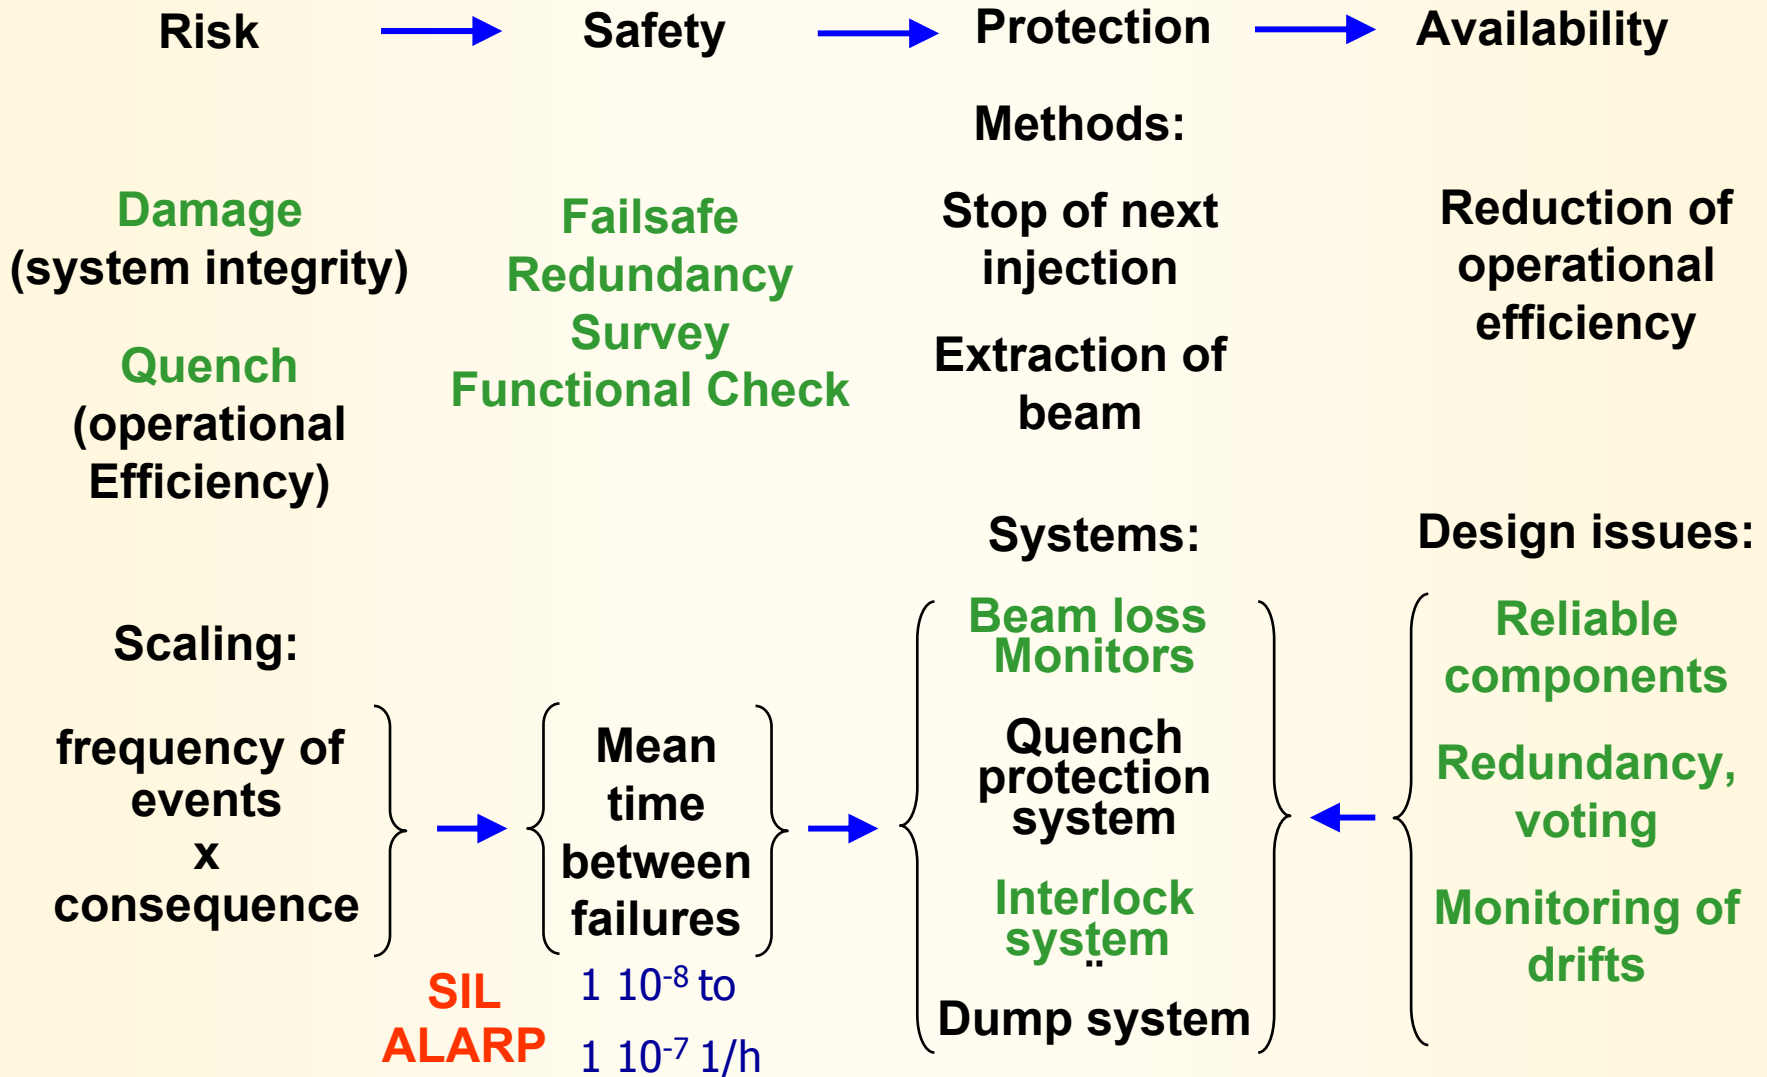 Risk
Safety
Protection
Availability
Methods:
Damage
(system integrity)
Quench
(operational
Efficiency)
Failsafe
Redundancy
Survey
Functional Check
Stop of next
injection
Extraction of
beam
Reduction of
operational
efficiency
Scaling:
frequency of
events
x
consequence
SIL
ALARP
Mean
time
between
failures
1 10⁻⁸ to
1 10⁻⁷ 1/h
Systems:
Beam loss
Monitors
Quench
protection
system
Interlock
system
..
Dump system
Design issues:
Reliable
components
Redundancy,
voting
Monitoring of
drifts